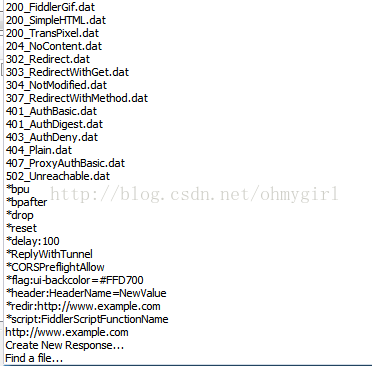 200_FiddlerGif.dat
200_SimpleHTML.dat
200_TransPixel.dat
204_NoContent.dat
302_Redirect.dat
303_RedirectWithGet.dat
304_NotModified.dat
307_RedirectWithMethod.dat
401_AuthBasic.dat
401_AuthDigest.dat
403_AuthDeny.dat
404_Plain.dat
407_ProxyAuthBasic.dat
502_Unreachable.dat
*bpu
http://blog.csdn.net/ohmygirl
*bpafter
*drop
*reset
*delay:100
*ReplyWithTunnel
*CORSPreflightAllow
*flag:ui-backcolor=#FFD700
*header:HeaderName=NewValue
*redir:http://www.example.com
*script:FiddlerScriptFunctionName
http://www.example.com
Create New Response...
Find a file...